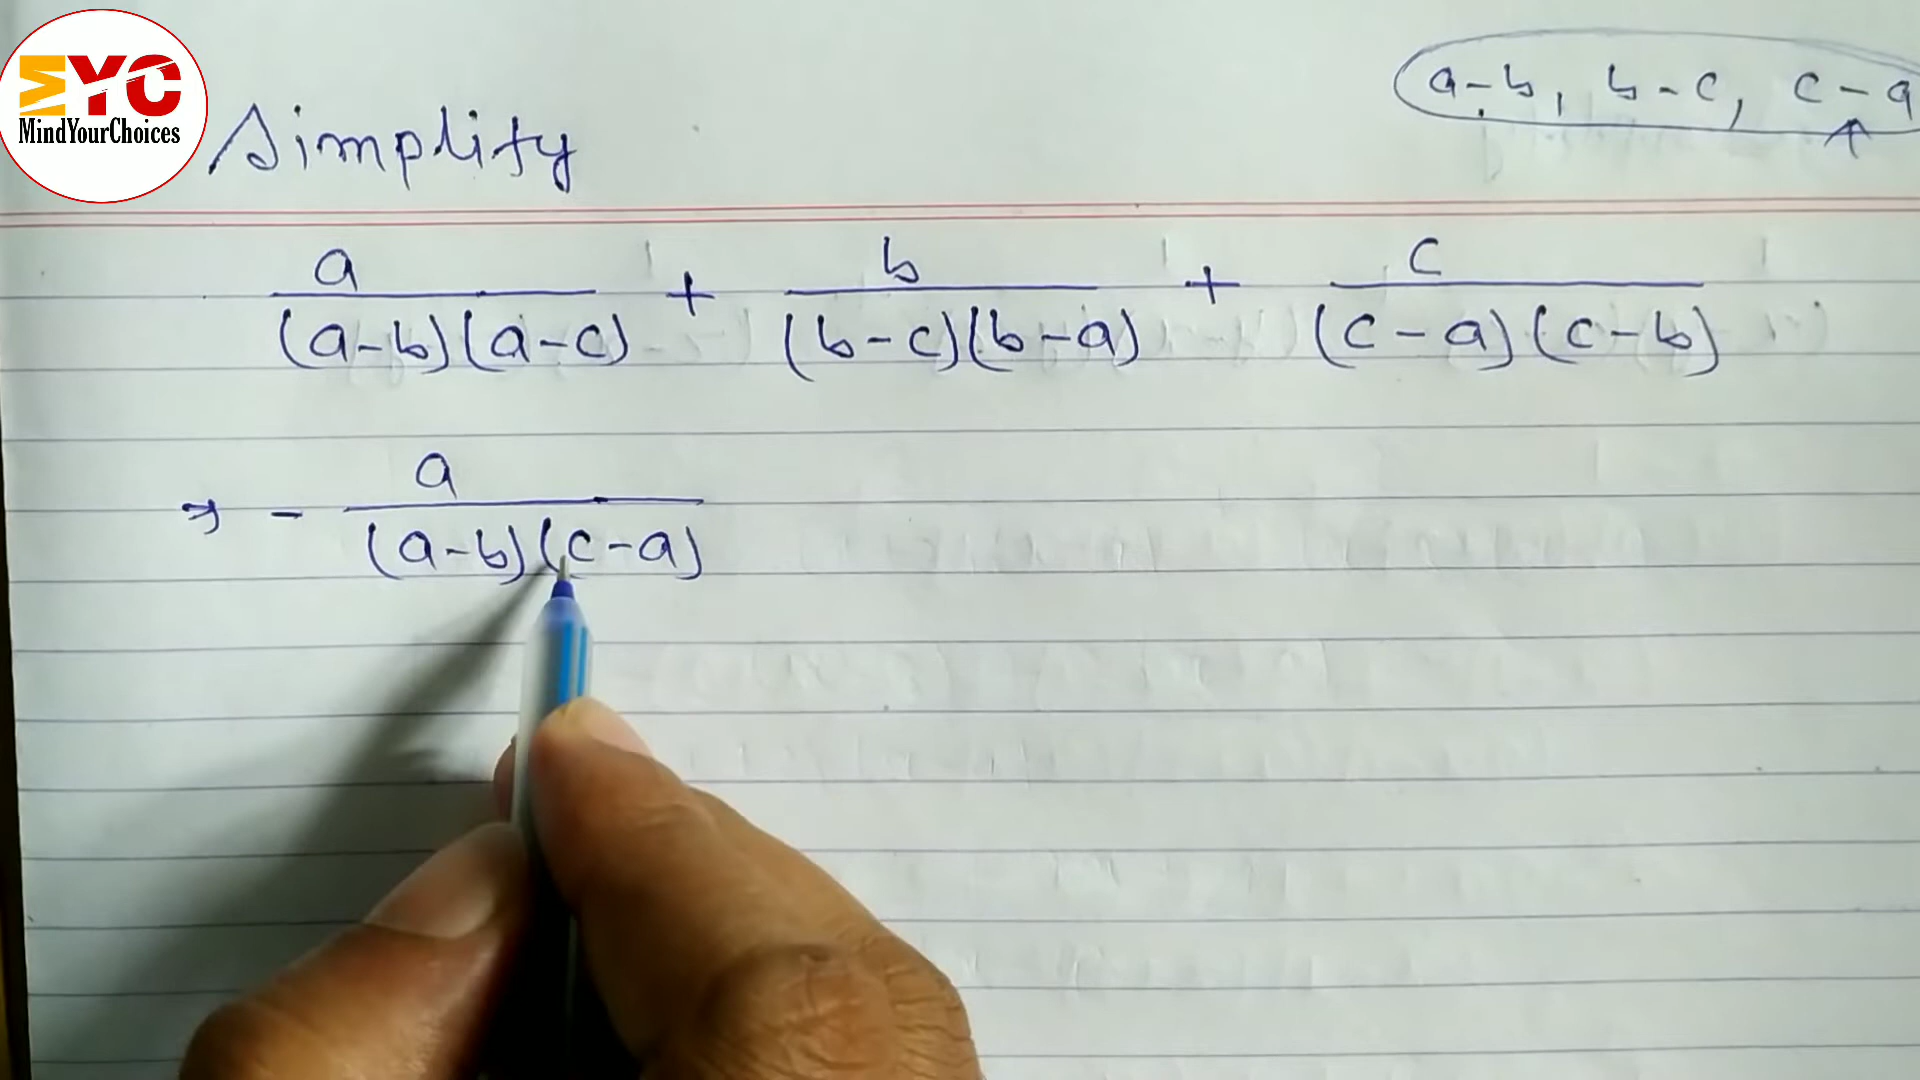 MYC
MindYourChoices
a-b, b-c, c-a
Simplify
a/((a-b)(a-c)) + b/((b-c)(b-a)) + c/((c-a)(c-b))
⇒ - a/((a-b)(c-a))